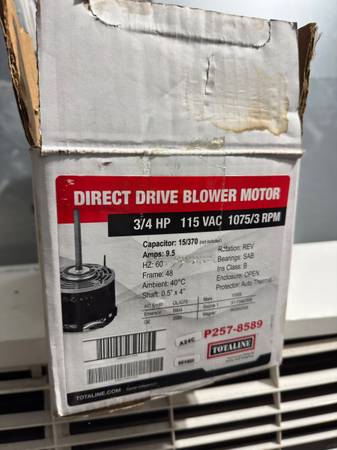 DIRECT DRIVE BLOWER MOTOR
3/4 HP 115 VAC 1075/3 RPM
Capacitor: 15/370
Amps: 9.5
HZ: 60
Frame: 48
Ambient: 40°C
Shaft: 0.5" x 4"
Rotation: REV
Bearings: SAB
Ins Class: B
Enclosure: OPEN
Protector: Auto Thermal
P257-8589
TOTALINE
TOTALINE.COM